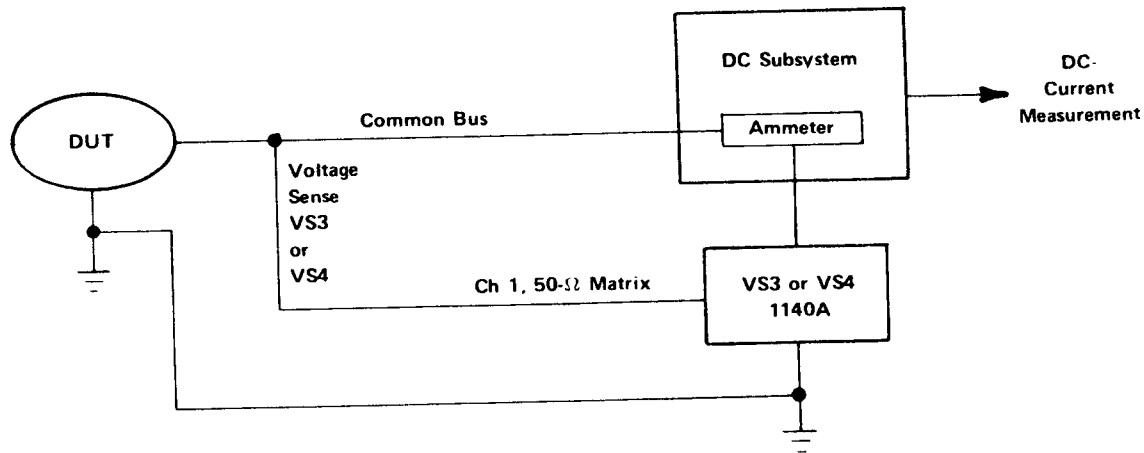 DUT
Common Bus
Voltage
Sense
VS3
or
VS4
Ch 1, 50-Ω Matrix
DC Subsystem
Ammeter
VS3 or VS4
1140A
DC-
Current
Measurement